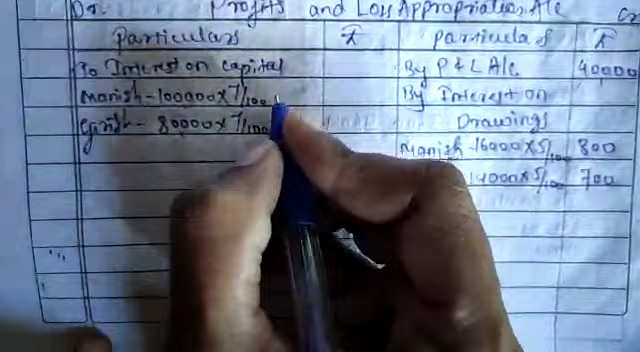 Dr. Profits and Loss Appropriation A/c Cr
Particulars ₹ Particulars ₹
To Interest on capital By P & L A/c 40000
Manish - 100000 x 7/100 By Interest on
Girish - 80000 x 7/100 Drawings
Manish - 16000 x 5/100 800
14000 x 5/100 700